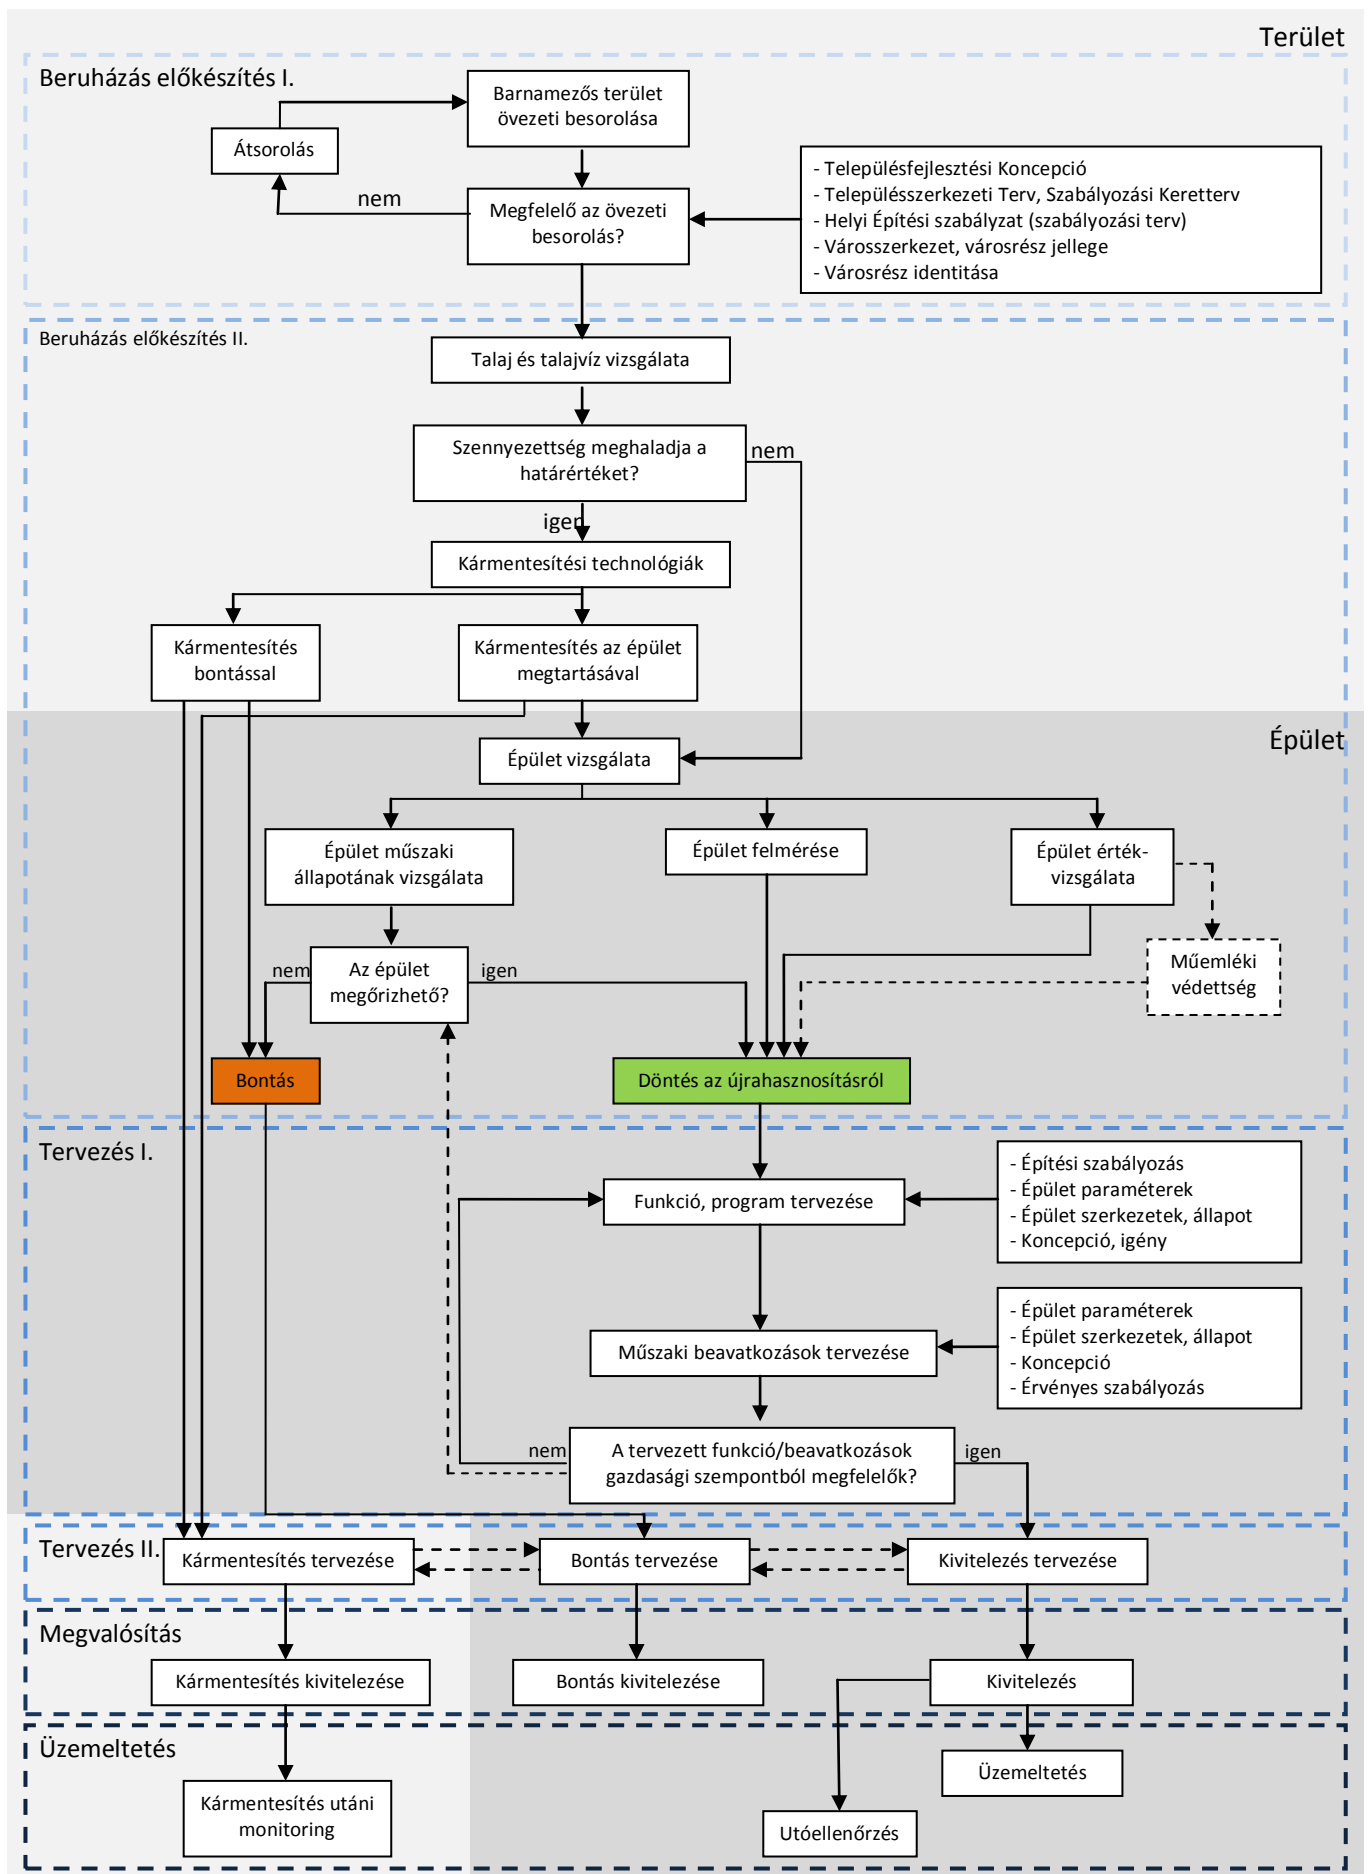 Terület
Beruházás előkészítés I.
Barnamezős terület
övezeti besorolása
Átsorolás
nem
Megfelelő az övezeti
besorolás?
- Településfejlesztési Koncepció
- Településszerkezeti Terv, Szabályozási Keretterv
- Helyi Építési szabályzat (szabályozási terv)
- Városszerkezet, városrész jellege
- Városrész identitása
Beruházás előkészítés II.
Talaj és talajvíz vizsgálata
Szennyezettség meghaladja a
határértéket?
nem
igen
Kármentesítési technológiák
Kármentesítés
bontással
Kármentesítés az épület
megtartásával
Épület
Épület vizsgálata
Épület műszaki
állapotának vizsgálata
Épület felmérése
Épület érték-
vizsgálata
nem
Az épület
megőrizhető?
igen
Műemléki
védettség
Bontás
Döntés az újrahasznosításról
Tervezés I.
Funkció, program tervezése
- Építési szabályozás
- Épület paraméterek
- Épület szerkezetek, állapot
- Koncepció, igény
Műszaki beavatkozások tervezése
- Épület paraméterek
- Épület szerkezetek, állapot
- Koncepció
- Érvényes szabályozás
nem
A tervezett funkció/beavatkozások
gazdasági szempontból megfelelők?
igen
Tervezés II.
Kármentesítés tervezése
Bontás tervezése
Kivitelezés tervezése
Megvalósítás
Kármentesítés kivitelezése
Bontás kivitelezése
Kivitelezés
Üzemeltetés
Üzemeltetés
Kármentesítés utáni
monitoring
Utóellenőrzés